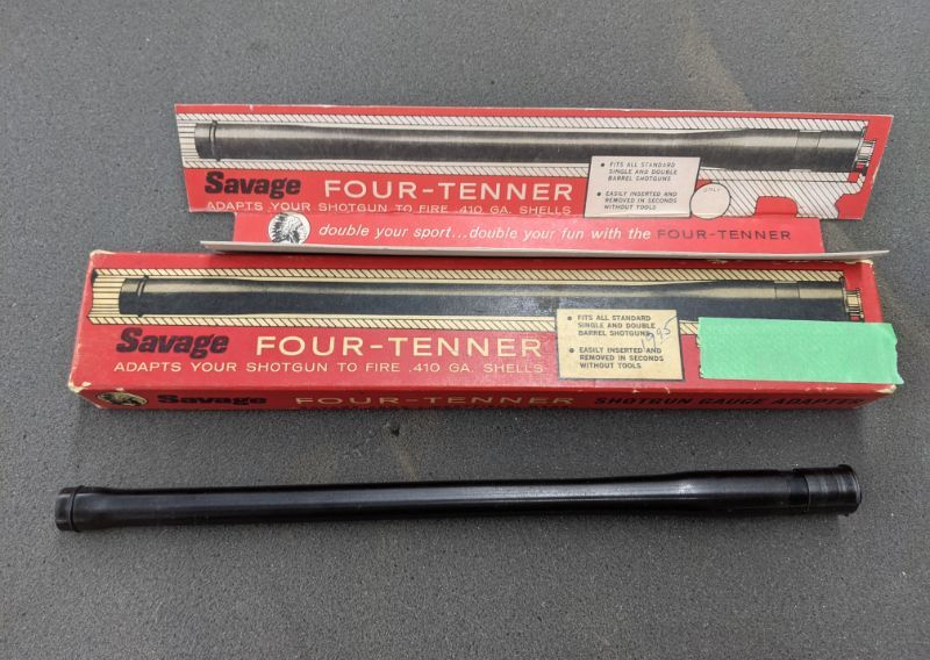 Savage FOUR-TENNER
ADAPTS YOUR SHOTGUN TO FIRE .410 GA. SHELLS
• FITS ALL STANDARD
SINGLE AND DOUBLE
BARREL SHOTGUNS
• EASILY INSERTED AND
REMOVED IN SECONDS
WITHOUT TOOLS
double your sport...double your fun with the FOUR-TENNER
Savage FOUR-TENNER
ADAPTS YOUR SHOTGUN TO FIRE .410 GA. SHELLS
• FITS ALL STANDARD
SINGLE AND DOUBLE
BARREL SHOTGUNS
1995
• EASILY INSERTED AND
REMOVED IN SECONDS
WITHOUT TOOLS
Savage FOUR-TENNER SHOTGUN GAUGE ADAPTER